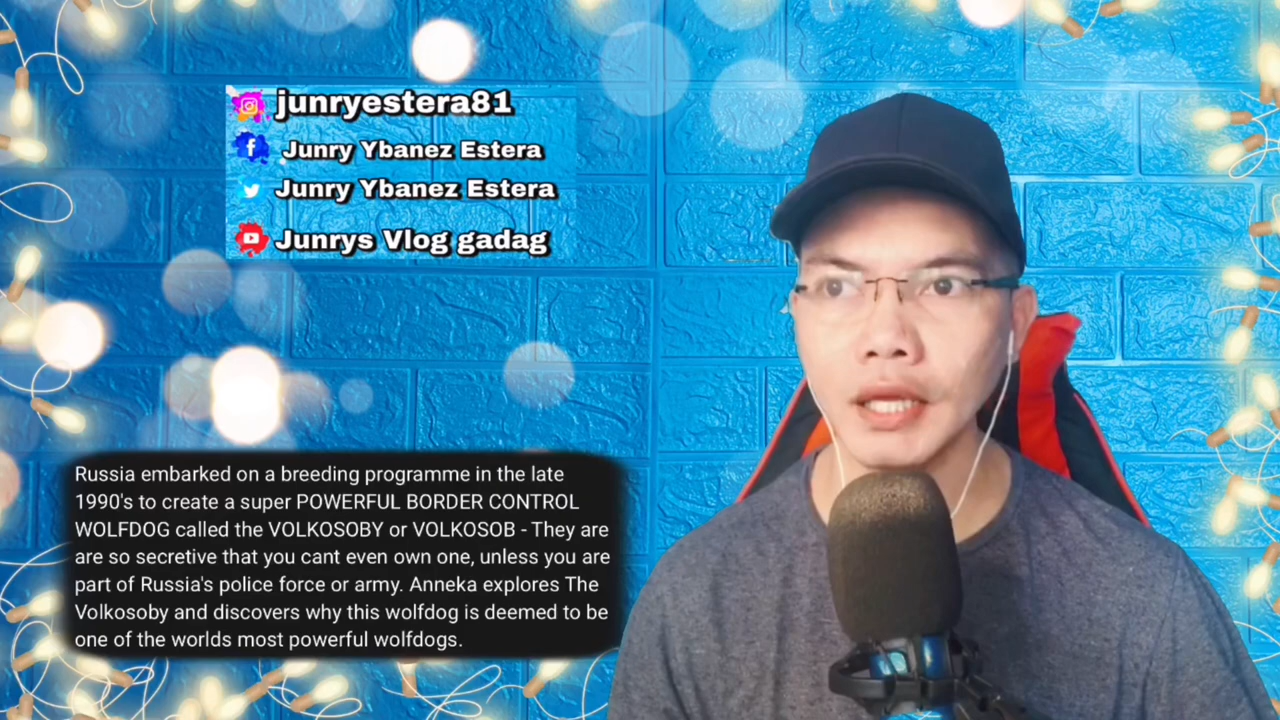 junryestera81
Junry Ybanez Estera
Junry Ybanez Estera
Junrys Vlog gadag
Russia embarked on a breeding programme in the late
1990's to create a super POWERFUL BORDER CONTROL
WOLFDOG called the VOLKOSOBY or VOLKOSOB - They are
are so secretive that you cant even own one, unless you are
part of Russia's police force or army. Anneka explores The
Volkosoby and discovers why this wolfdog is deemed to be
one of the worlds most powerful wolfdogs.